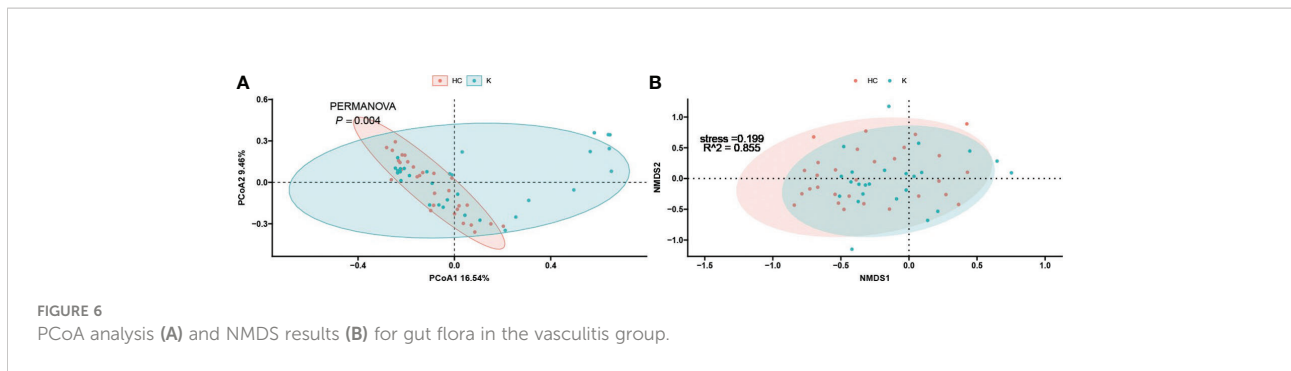 A
HC K
PERMANOVA
P = 0.004
0.6
0.3
0.0
−0.3
−0.4 0.0 0.4
PCoA1 16.54%
PCoA2 9.46%
B
HC K
stress =0.199
R^2 = 0.855
1.0
0.5
0.0
−0.5
−1.0
−1.5 −1.0 −0.5 0.0 0.5 1.0
NMDS1
NMDS2
FIGURE 6
PCoA analysis (A) and NMDS results (B) for gut flora in the vasculitis group.